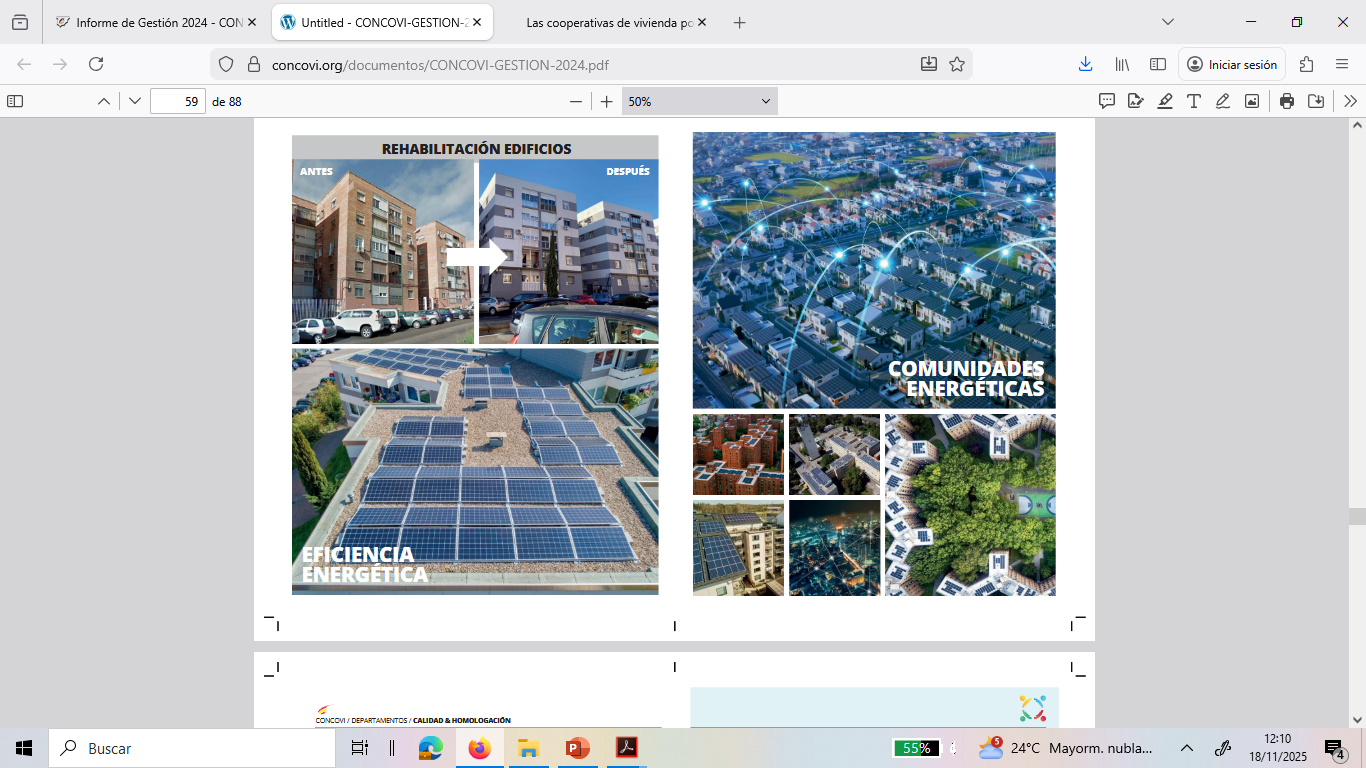 Informe de Gestión 2024 - CON
Untitled - CONCOVI-GESTION-2
Las cooperativas de vivienda po
concovi.org/documentos/CONCOVI-GESTION-2024.pdf
Iniciar sesión
59 de 88
50%
REHABILITACIÓN EDIFICIOS
ANTES
DESPUÉS
EFICIENCIA
ENERGÉTICA
COMUNIDADES
ENERGÉTICAS
CONCOVI / DEPARTAMENTOS / CALIDAD & HOMOLOGACIÓN
Buscar
55%
5
24°C Mayorm. nubla...
12:10
18/11/2025
4